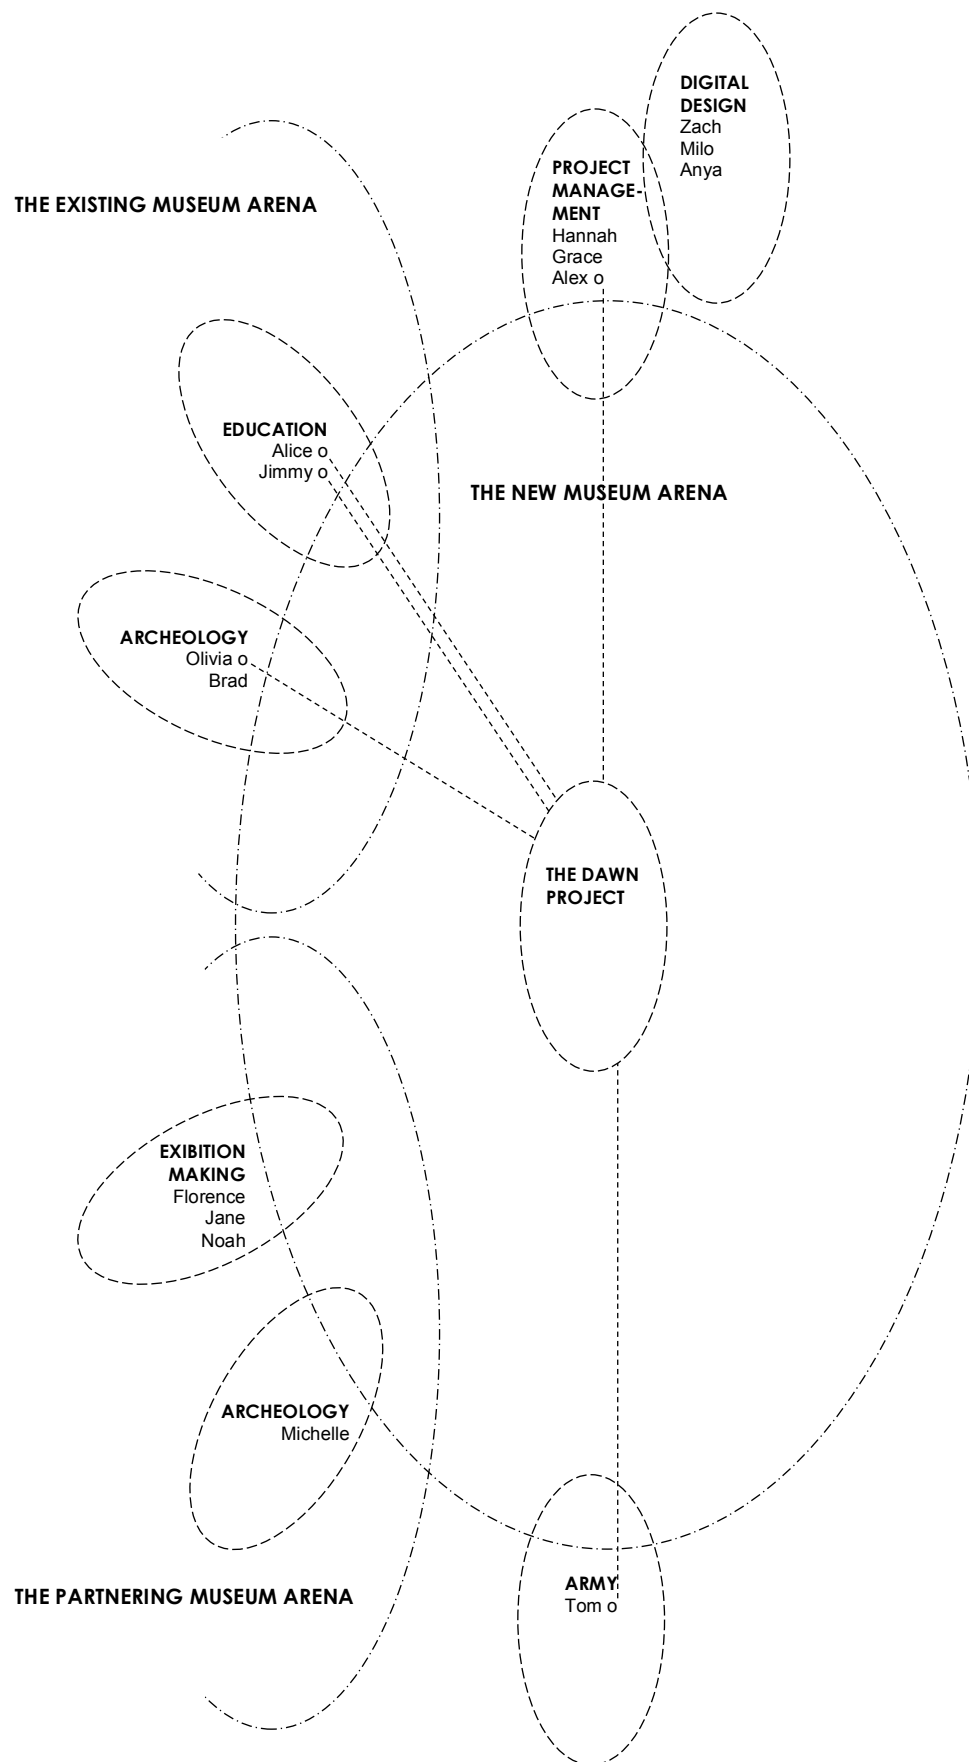 DIGITAL
DESIGN
Zach
Milo
Anya
PROJECT
MANAGE-
MENT
Hannah
Grace
Alex o
THE EXISTING MUSEUM ARENA
EDUCATION
Alice o
Jimmy o
THE NEW MUSEUM ARENA
ARCHEOLOGY
Olivia o
Brad
THE DAWN
PROJECT
EXIBITION
MAKING
Florence
Jane
Noah
ARCHEOLOGY
Michelle
THE PARTNERING MUSEUM ARENA
ARMY
Tom o